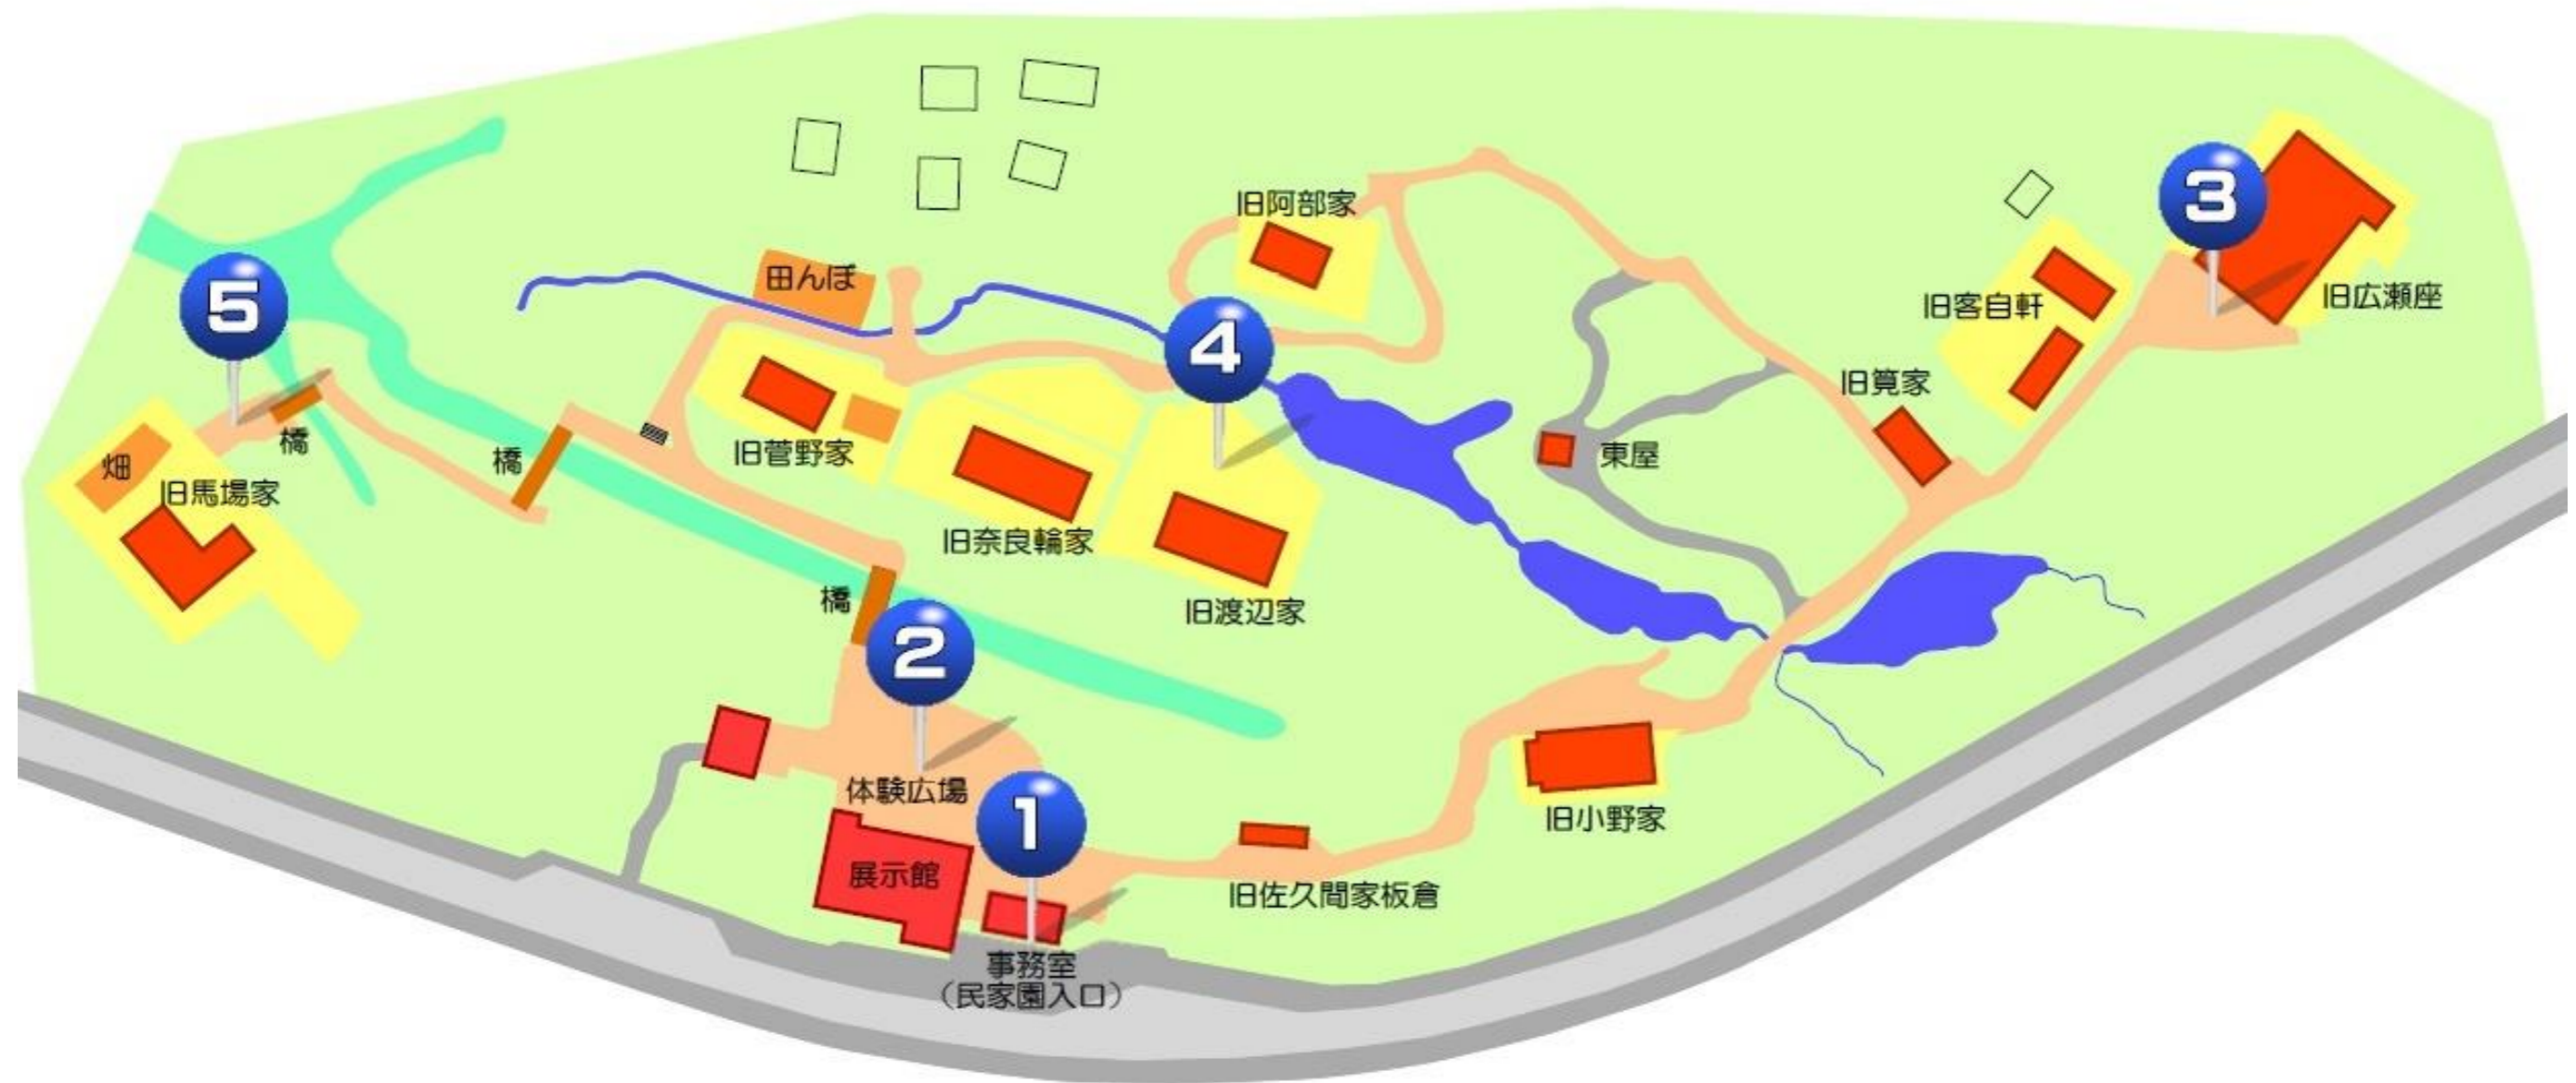 3
旧阿部家
5
田んぼ
旧客自軒
旧広瀬座
4
旧筧家
橋
橋
旧菅野家
東屋
畑
旧馬場家
旧奈良輪家
橋
旧渡辺家
2
体験広場
1
旧小野家
展示館
旧佐久間家板倉
事務室
（民家園入口）